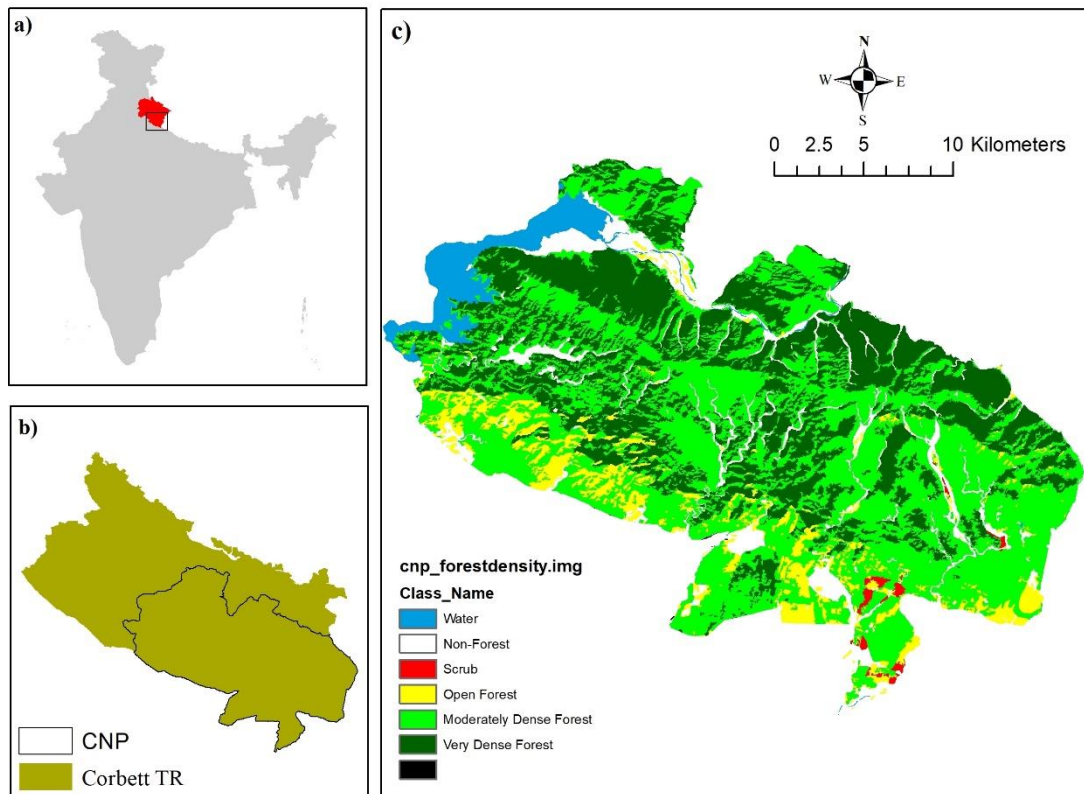 a)
b)
CNP
Corbett TR
c)
N
W E
S
0 2.5 5 10 Kilometers
cnp_forestdensity.img
Class_Name
Water
Non-Forest
Scrub
Open Forest
Moderately Dense Forest
Very Dense Forest